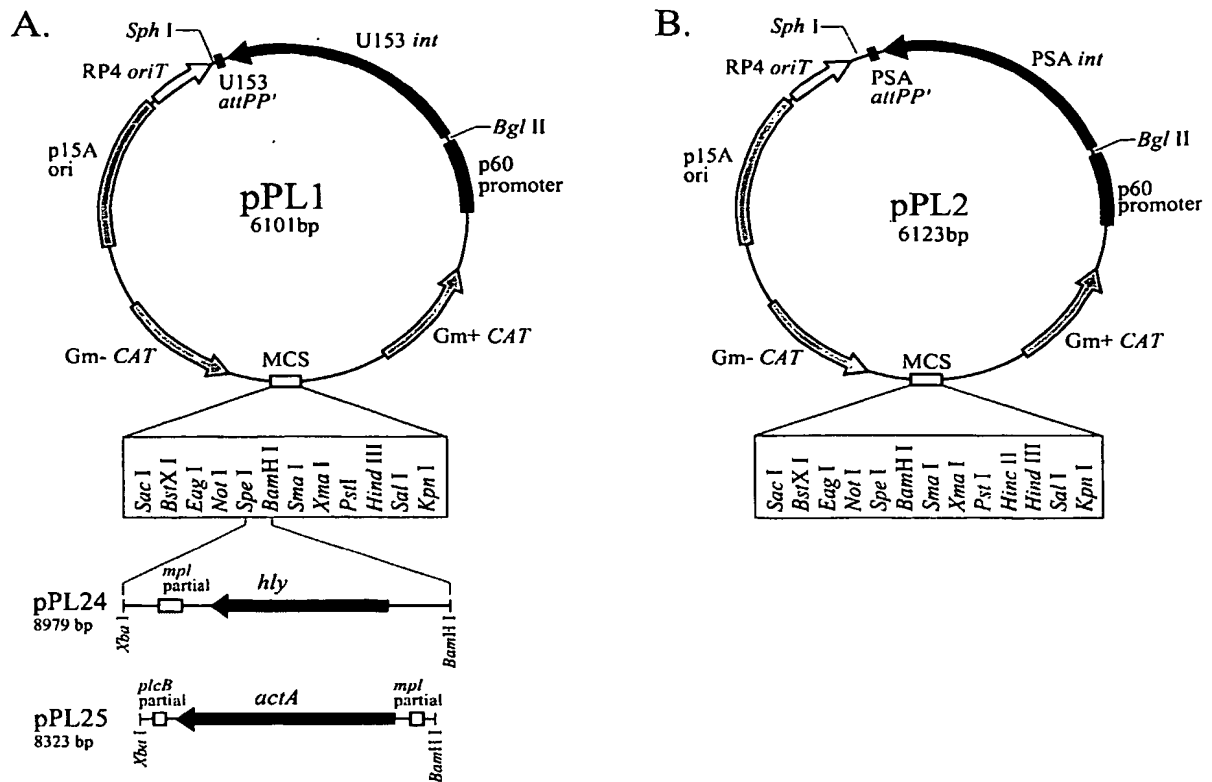 A.
Sph I
U153 int
RP4 oriT
U153
attPP'
Bgl II
p15A
ori
p60
promoter
pPL1
6101bp
Gm- CAT
Gm+ CAT
MCS
Sac I
BstX I
Eag I
Not I
Spe I
BamH I
Sma I
Xma I
PstI
Hind III
Sal I
Kpn I
mpl
partial
hly
pPL24
8979 bp
Xba I
BamH I
plcB
partial
actA
mpl
partial
pPL25
8323 bp
Xba I
BamH I
B.
Sph I
PSA int
RP4 oriT
PSA
attPP'
Bgl II
p15A
ori
p60
promoter
pPL2
6123bp
Gm- CAT
Gm+ CAT
MCS
Sac I
BstX I
Eag I
Not I
Spe I
BamH I
Sma I
Xma I
Pst I
Hinc II
Hind III
Sal I
Kpn I